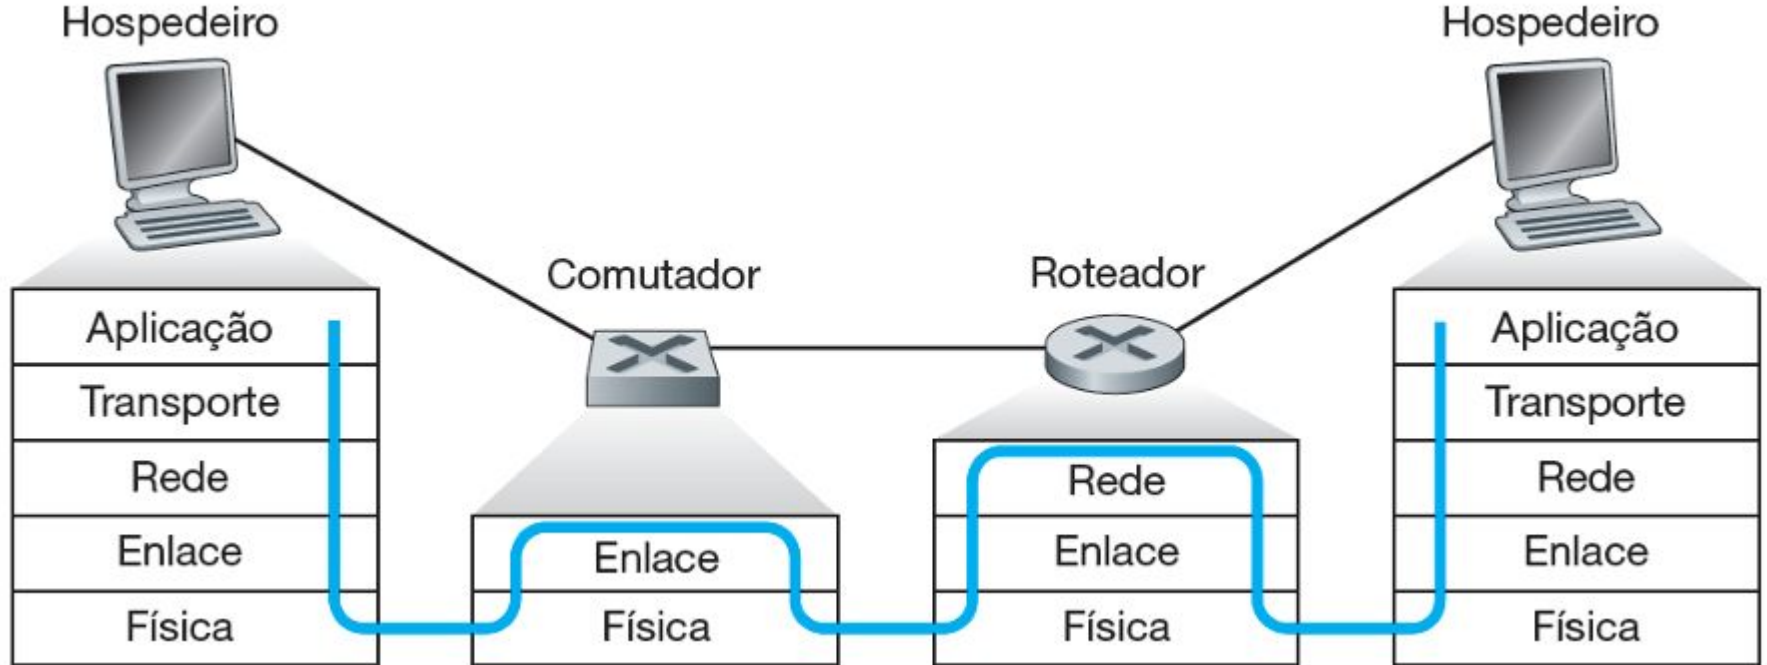 Hospedeiro
Hospedeiro
Comutador
Roteador
Aplicação
Transporte
Rede
Enlace
Física
Enlace
Física
Rede
Enlace
Física
Aplicação
Transporte
Rede
Enlace
Física